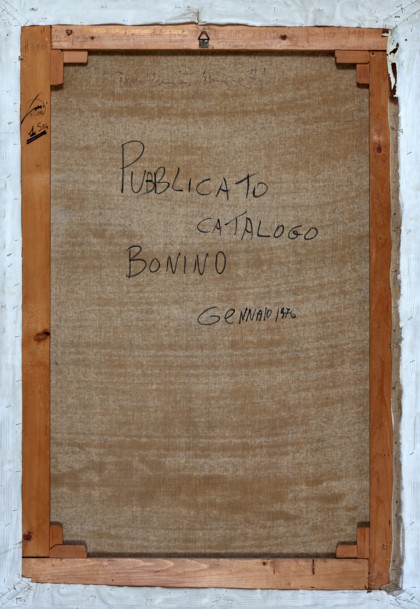 PUBBLICATO
CATALOGO
BONINO
GENNAIO 1976